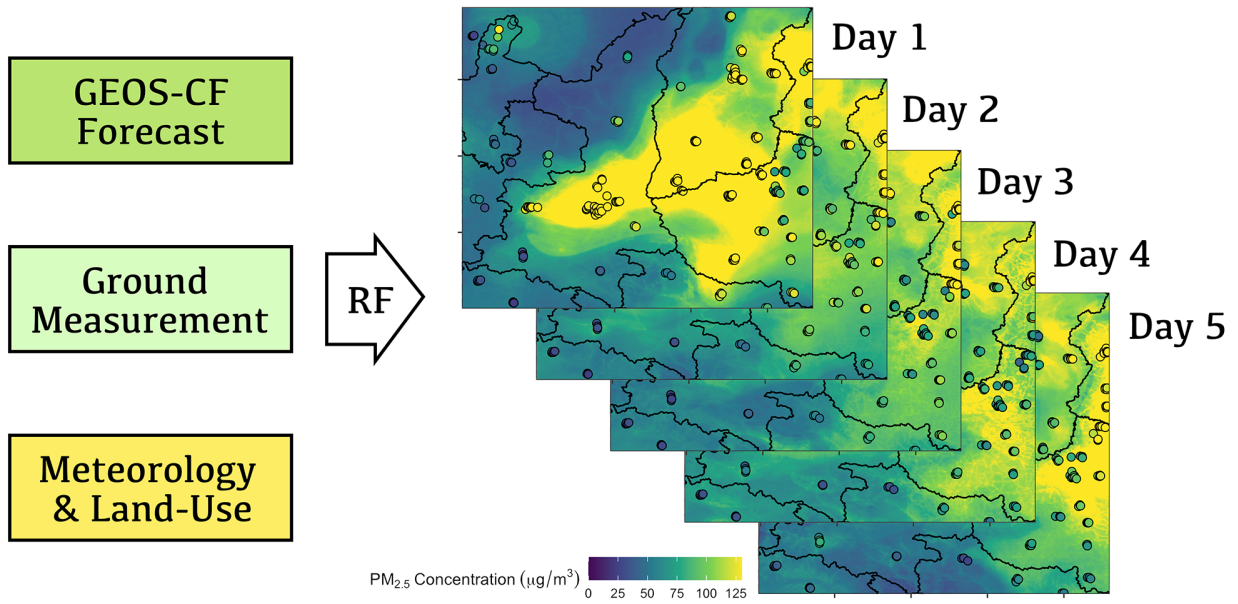 GEOS-CF
Forecast
Ground
Measurement
Meteorology
& Land-Use
RF
Day 1
Day 2
Day 3
Day 4
Day 5
PM2.5 Concentration (μg/m³)
0 25 50 75 100 125